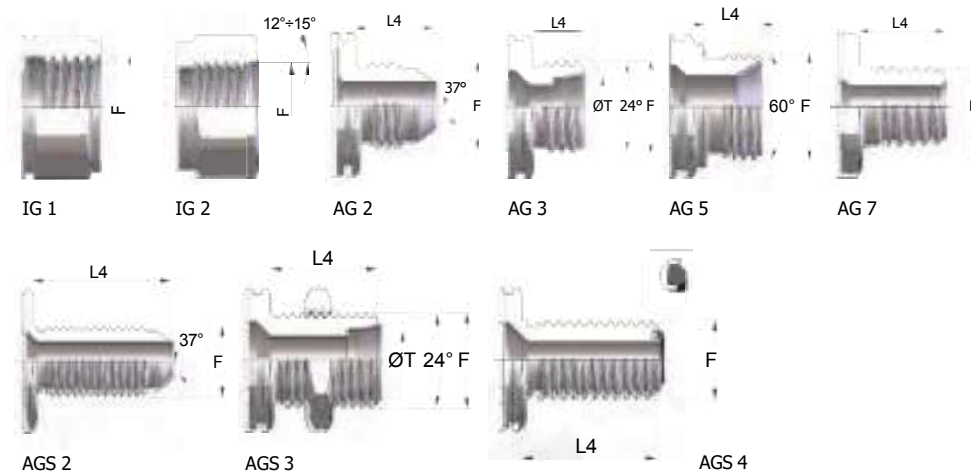 12°÷15° L4 L4 L4 L4
F F 37° F ØT 24° F 60° F
IG 1 IG 2 AG 2 AG 3 AG 5 AG 7
L4 L4
37° F ØT 24° F F
L4
AGS 2 AGS 3 AGS 4